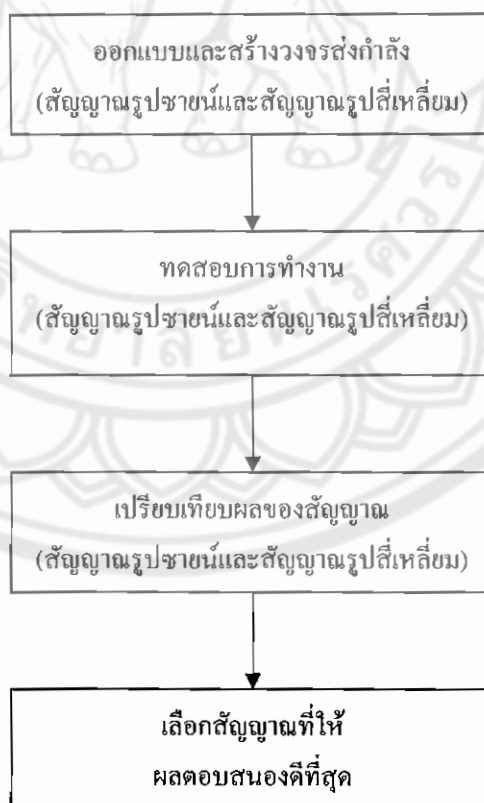 ออกแบบและสร้างวงจรส่งกำลัง
(สัญญาณรูปซายน์และสัญญาณรูปสี่เหลี่ยม)
ทดสอบการทำงาน
(สัญญาณรูปซายน์และสัญญาณรูปสี่เหลี่ยม)
เปรียบเทียบผลของสัญญาณ
(สัญญาณรูปซายน์และสัญญาณรูปสี่เหลี่ยม)
เลือกสัญญาณที่ให้
ผลตอบสนองดีที่สุด